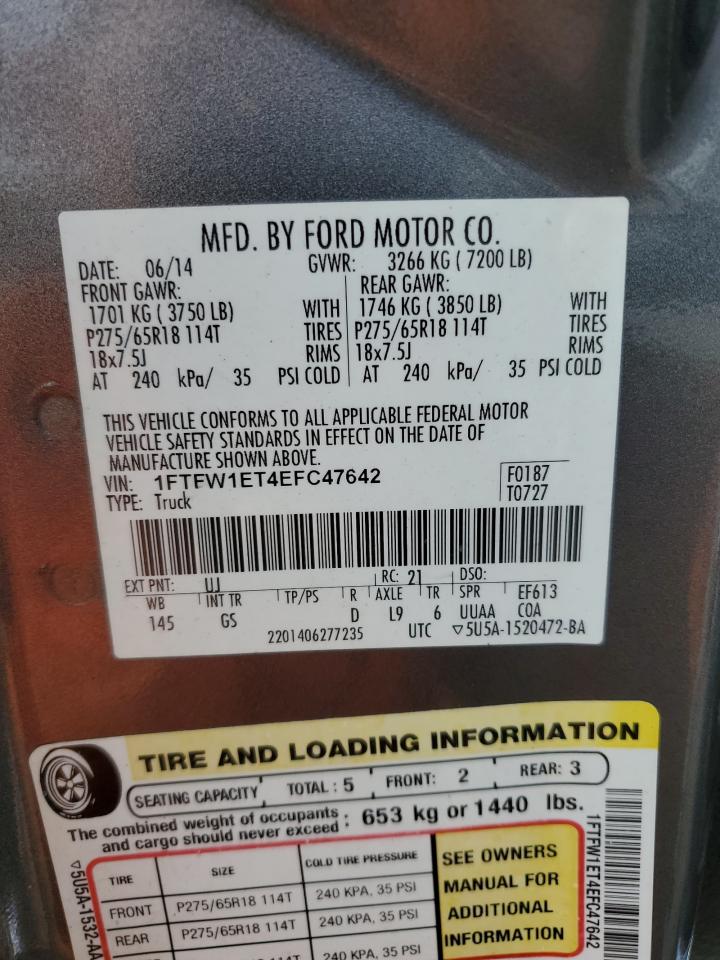 MFD. BY FORD MOTOR CO.
DATE: 06/14 GVWR: 3266 KG ( 7200 LB)
FRONT GAWR: REAR GAWR:
1701 KG ( 3750 LB) WITH 1746 KG ( 3850 LB) WITH
P275/65R18 114T TIRES P275/65R18 114T TIRES
18x7.5J RIMS 18x7.5J RIMS
AT 240 kPa/ 35 PSI COLD AT 240 kPa/ 35 PSI COLD
THIS VEHICLE CONFORMS TO ALL APPLICABLE FEDERAL MOTOR
VEHICLE SAFETY STANDARDS IN EFFECT ON THE DATE OF
MANUFACTURE SHOWN ABOVE.
VIN: 1FTFW1ET4EFC47642 F0187
TYPE: Truck T0727
EXT PNT: UJ RC: 21 DSO:
WB INT TR TP/PS R AXLE TR SPR EF613
145 GS D L9 6 UUAA COA
2201406277235 UTC ▽5U5A-1520472-BA
TIRE AND LOADING INFORMATION
SEATING CAPACITY TOTAL : 5 FRONT: 2 REAR: 3
The combined weight of occupants and cargo should never exceed : 653 kg or 1440 lbs.
TIRE SIZE COLD TIRE PRESSURE
FRONT P275/65R18 114T 240 KPA, 35 PSI
REAR P275/65R18 114T 240 KPA, 35 PSI
114T 240 KPA, 35 PSI
SEE OWNERS
MANUAL FOR
ADDITIONAL
INFORMATION
1FTFW1ET4EFC47642
▽5U5A-1532-AA